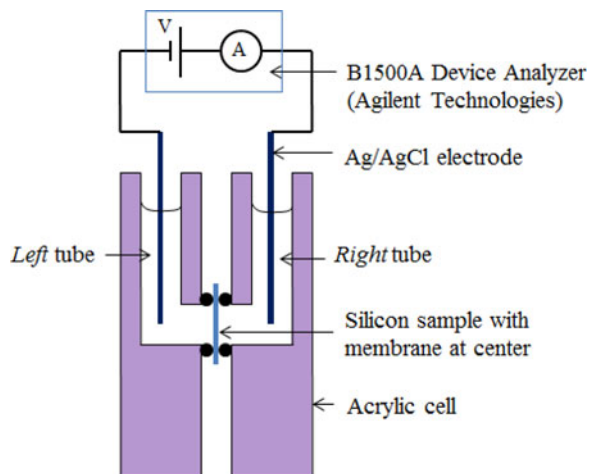 V
A
B1500A Device Analyzer
(Agilent Technologies)
Ag/AgCl electrode
Left tube
Right tube
Silicon sample with
membrane at center
Acrylic cell